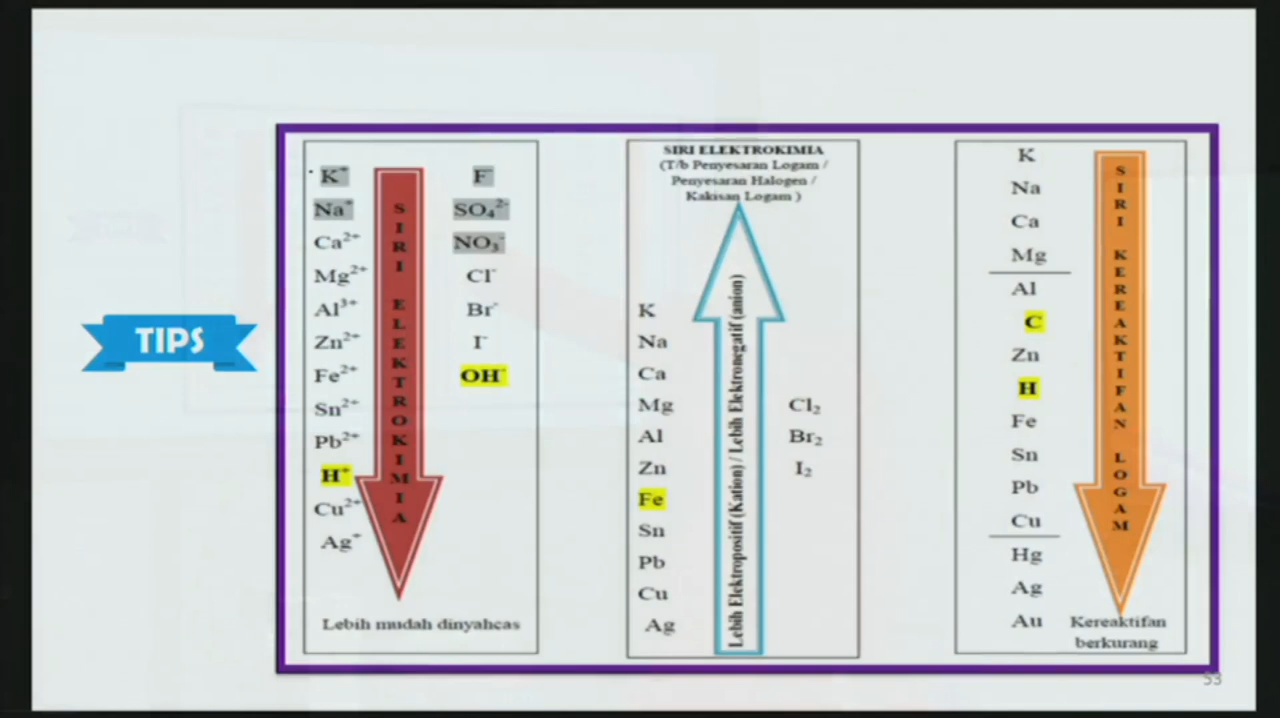 TIPS
K⁺
Na⁺
Ca²⁺
Mg²⁺
Al³⁺
Zn²⁺
Fe²⁺
Sn²⁺
Pb²⁺
H⁺
Cu²⁺
Ag⁺
SIRI ELEKTROKIMIA
F⁻
SO₄²⁻
NO₃⁻
Cl⁻
Br⁻
I⁻
OH⁻
Lebih mudah dinyahcas
SIRI ELEKTROKIMIA
(T/b Penyesaran Logam /
Penyesaran Halogen /
Kakisan Logam )
K
Na
Ca
Mg
Al
Zn
Fe
Sn
Pb
Cu
Ag
Lebih Elektropositif (Kation) / Lebih Elektronegatif (anion)
Cl₂
Br₂
I₂
K
Na
Ca
Mg
Al
C
Zn
H
Fe
Sn
Pb
Cu
Hg
Ag
Au
SIRI KEREAKTIFAN LOGAM
Kereaktifan
berkurang
53